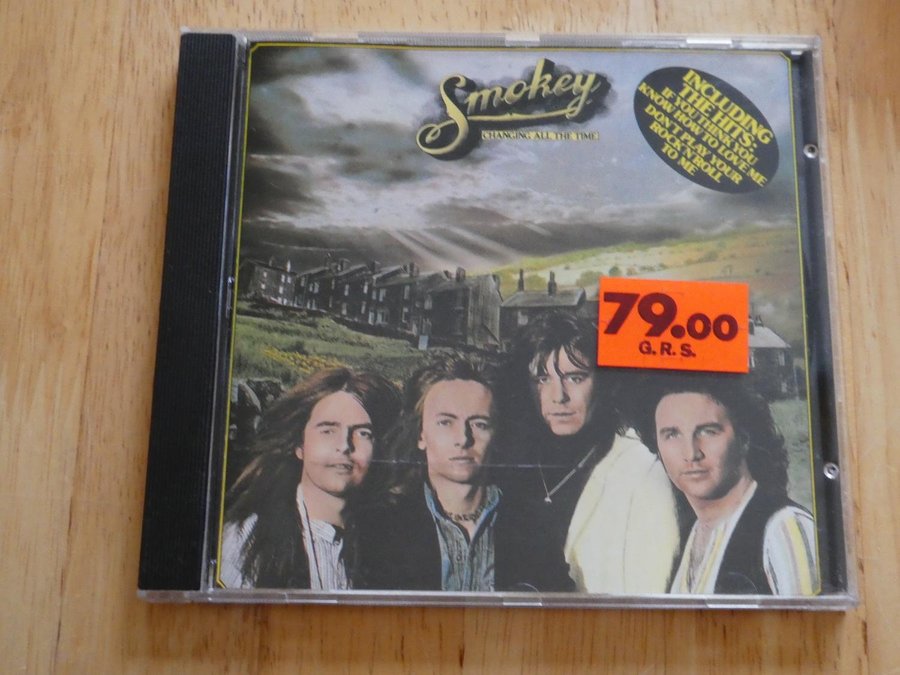 Smokey
CHANGING ALL THE TIME
INCLUDING
THE HITS:
IF YOU THINK YOU
KNOW HOW TO LOVE ME
DON'T PLAY YOUR
ROCK 'N' ROLL
TO ME
79.00
G.R.S.